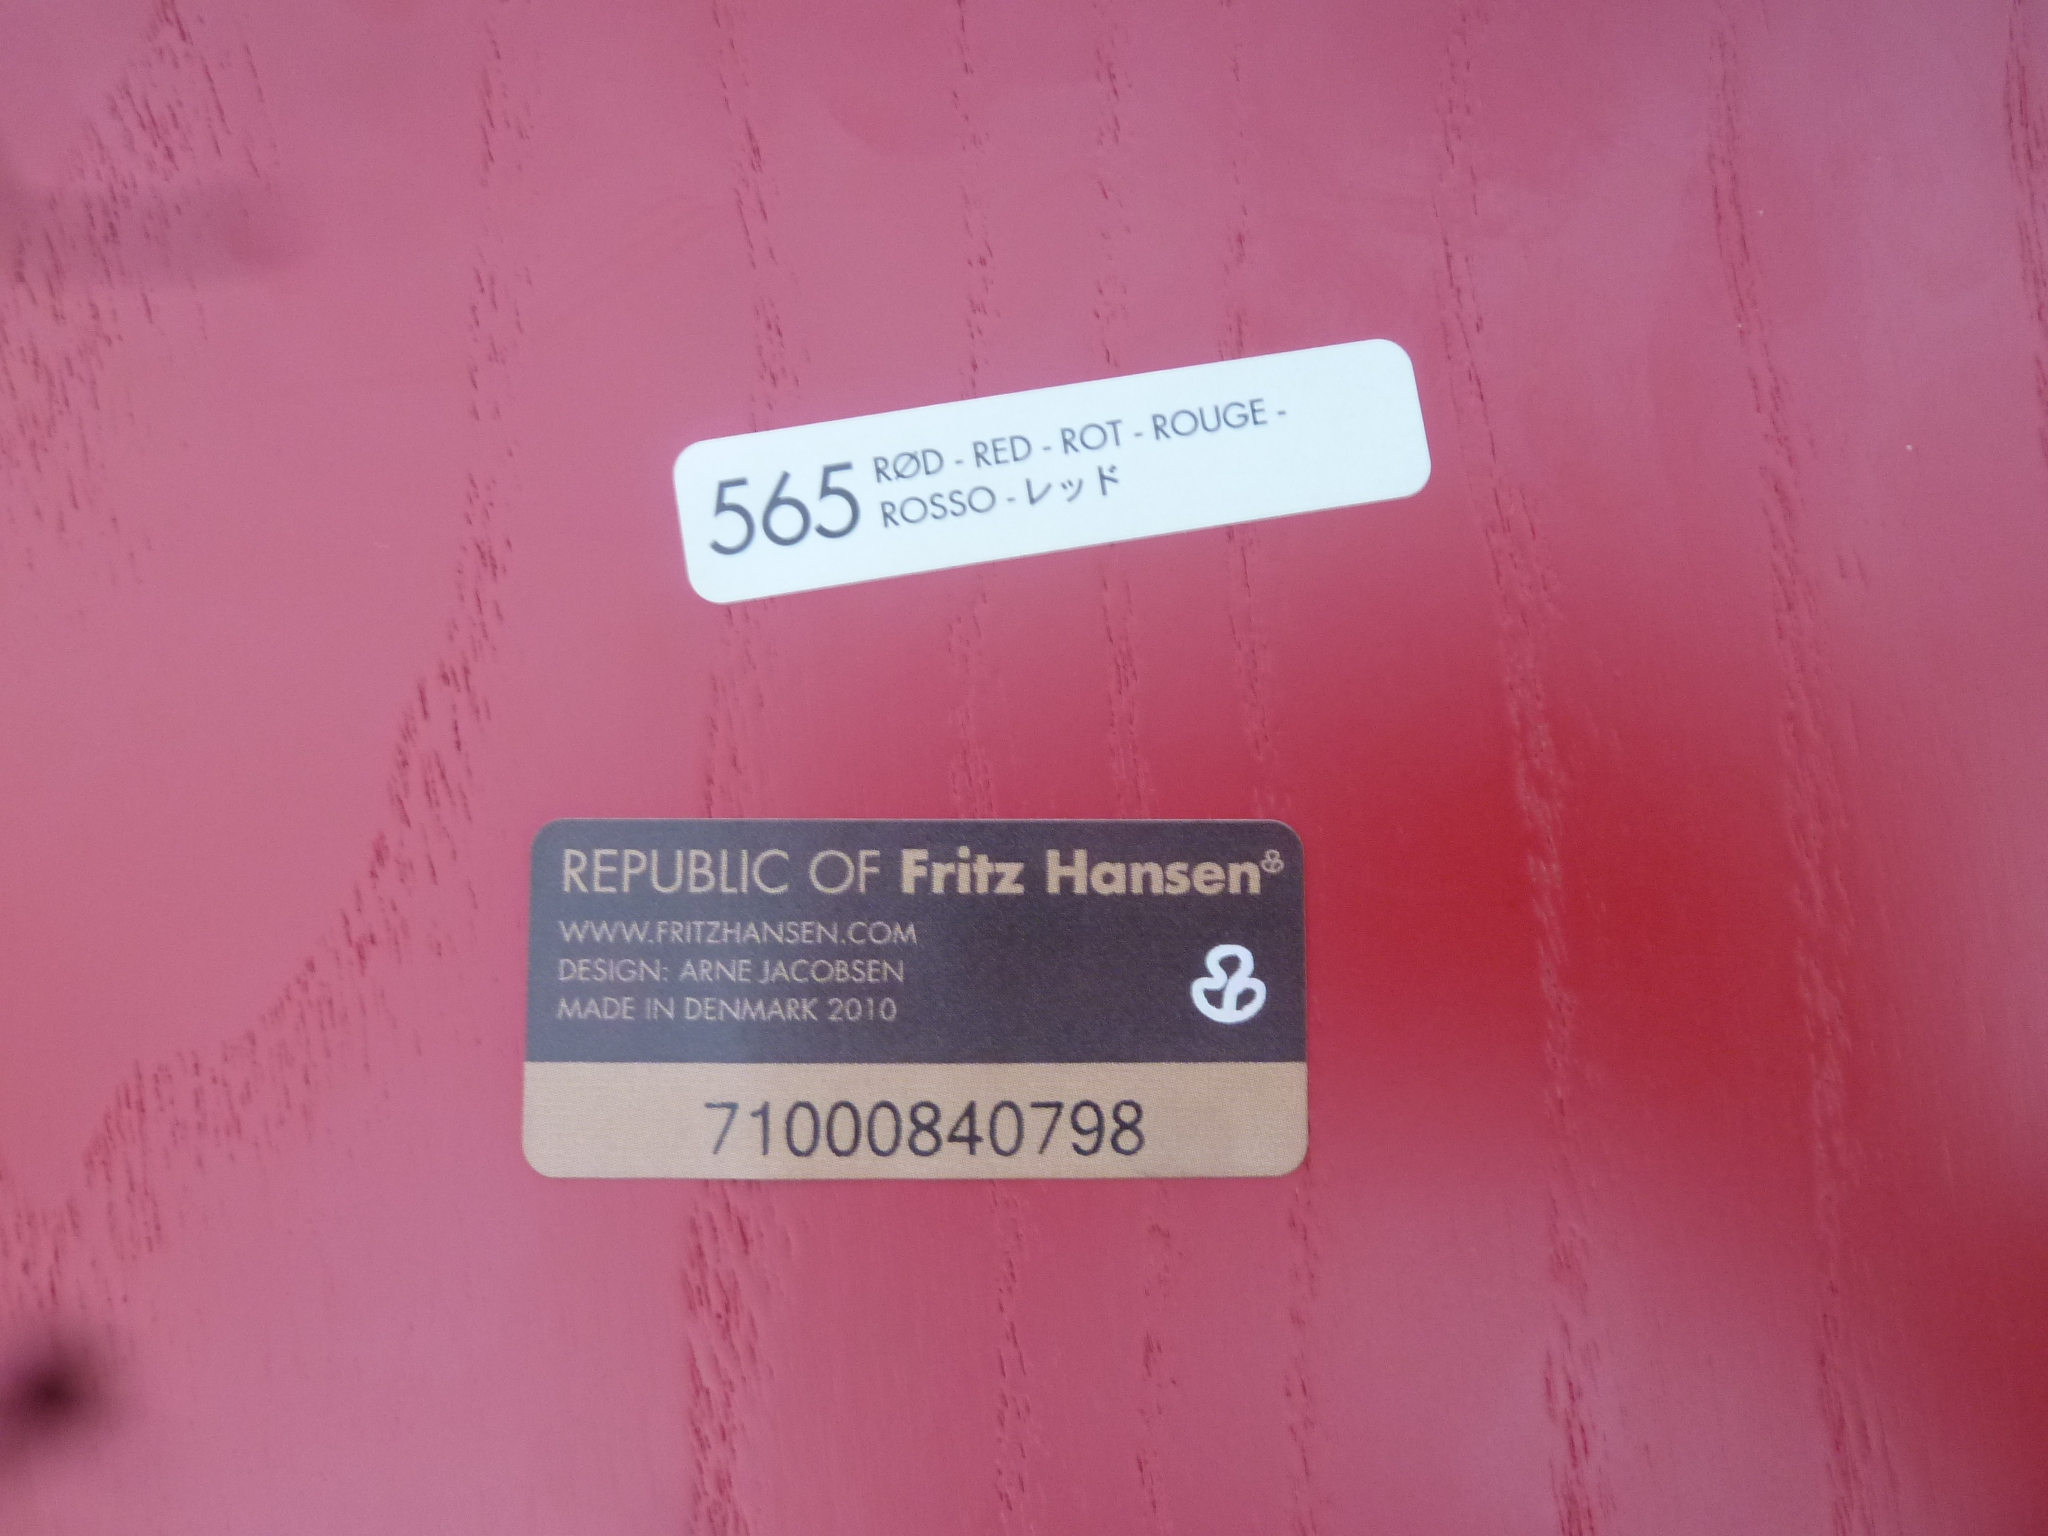 565 RØD - RED - ROT - ROUGE -
ROSSO - レッド
REPUBLIC OF Fritz Hansen
WWW.FRITZHANSEN.COM
DESIGN: ARNE JACOBSEN
MADE IN DENMARK 2010
71000840798